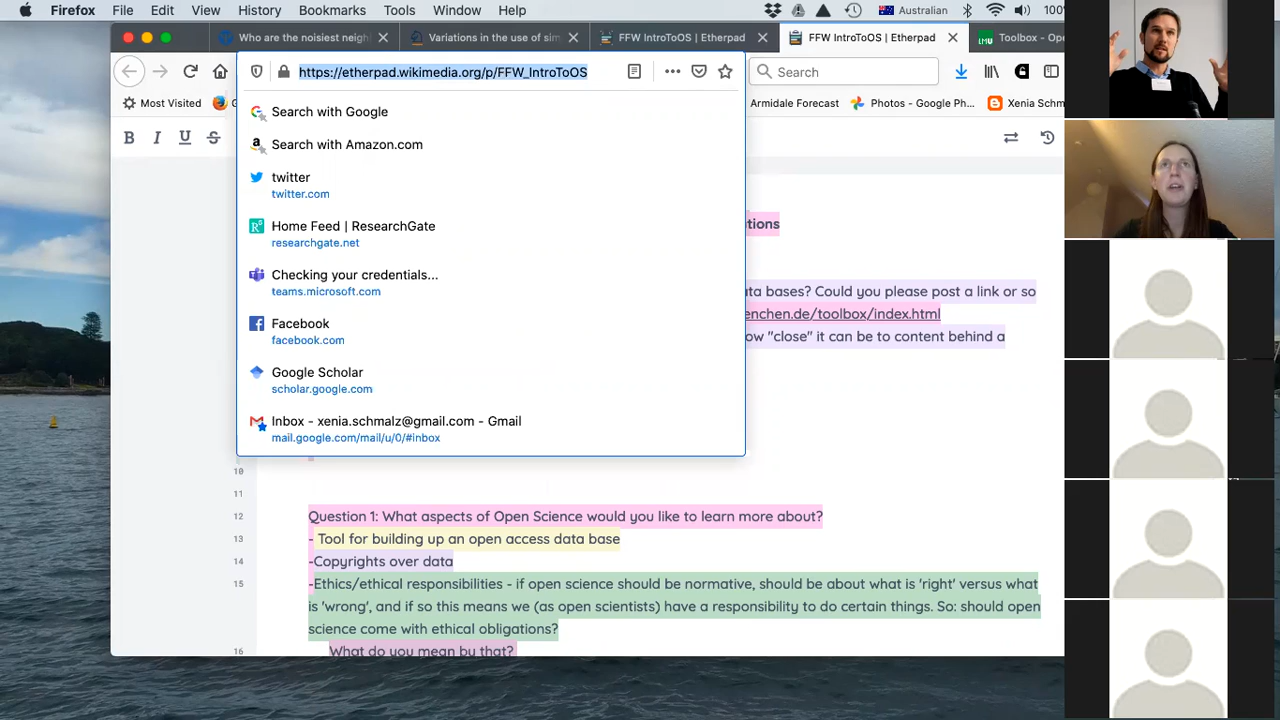 Firefox File Edit View History Bookmarks Tools Window Help Australian 100%
Who are the noisiest neighb Variations in the use of sim FFW IntroToOS | Etherpad FFW IntroToOS | Etherpad LMU Toolbox - Ope
https://etherpad.wikimedia.org/p/FFW_IntroToOS Search
Most Visited G Armidale Forecast Photos - Google Ph... Xenia Schm
B I U S
Search with Google
Search with Amazon.com
twitter
twitter.com
Home Feed | ResearchGate
researchgate.net
Checking your credentials...
teams.microsoft.com
Facebook
facebook.com
Google Scholar
scholar.google.com
Inbox - xenia.schmalz@gmail.com - Gmail
mail.google.com/mail/u/0/#inbox
tions
ta bases? Could you please post a link or so
enchen.de/toolbox/index.html
ow "close" it can be to content behind a
10
11
12 Question 1: What aspects of Open Science would you like to learn more about?
13 - Tool for building up an open access data base
14 -Copyrights over data
15 -Ethics/ethical responsibilities - if open science should be normative, should be about what is 'right' versus what
is 'wrong', and if so this means we (as open scientists) have a responsibility to do certain things. So: should open
science come with ethical obligations?
16 What do you mean by that?